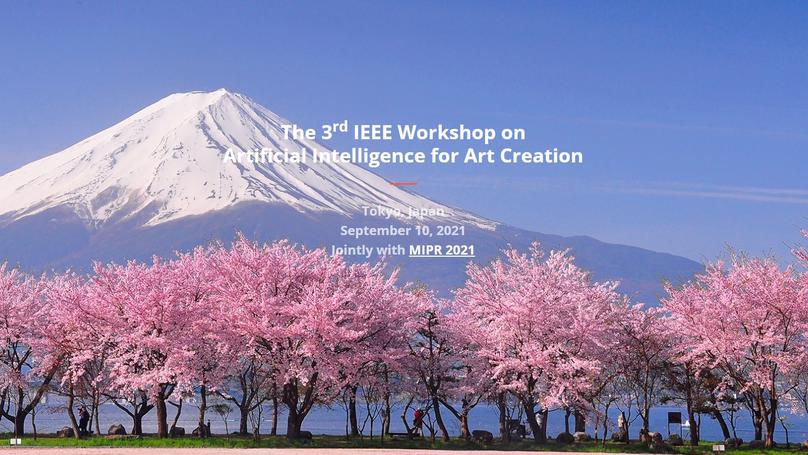 The 3rd IEEE Workshop on
Artificial Intelligence for Art Creation
Tokyo, Japan
September 10, 2021
Jointly with MIPR 2021